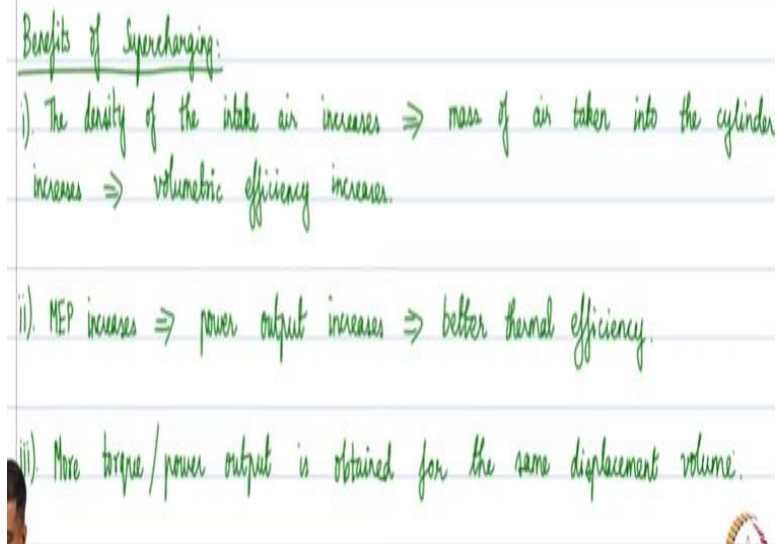 Benefits of Supercharging:
i). The density of the intake air increases ⇒ mass of air taken into the cylinder
increases ⇒ volumetric efficiency increases.
ii). MEP increases ⇒ power output increases ⇒ better thermal efficiency.
iii). More torque/power output is obtained for the same displacement volume.